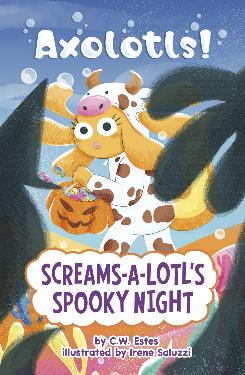 Axolotls!
SCREAMS-A-LOTL'S
SPOOKY NIGHT
by C.W. Estes
illustrated by Irene Saluzzi